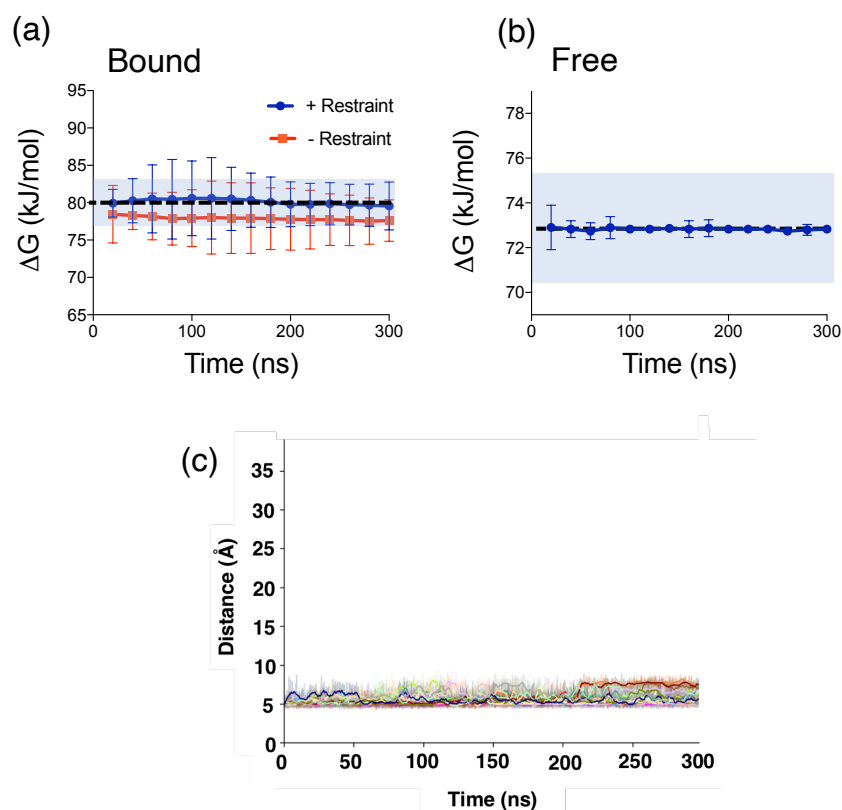 (a)
Bound
95
90
85
80
75
70
65
ΔG (kJ/mol)
0
100
200
300
Time (ns)
+ Restraint
- Restraint
(b)
Free
78
76
74
72
70
ΔG (kJ/mol)
0
100
200
300
Time (ns)
(c)
35
30
25
20
15
10
5
0
Distance (Å)
0
50
100
150
200
250
300
Time (ns)